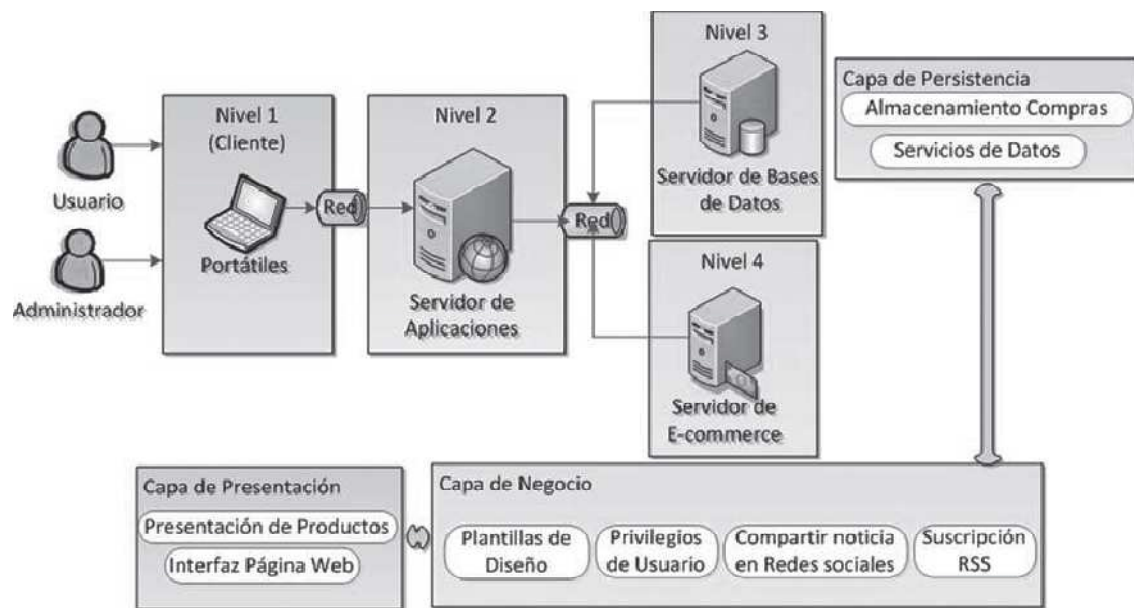 Usuario
Administrador
Nivel 1
(Cliente)
Portátiles
Red
Nivel 2
Servidor de
Aplicaciones
Red
Nivel 3
Servidor de Bases
de Datos
Nivel 4
Servidor de
E-commerce
Capa de Persistencia
Almacenamiento Compras
Servicios de Datos
Capa de Presentación
Presentación de Productos
Interfaz Página Web
Capa de Negocio
Plantillas de
Diseño
Privilegios
de Usuario
Compartir noticia
en Redes sociales
Suscripción
RSS